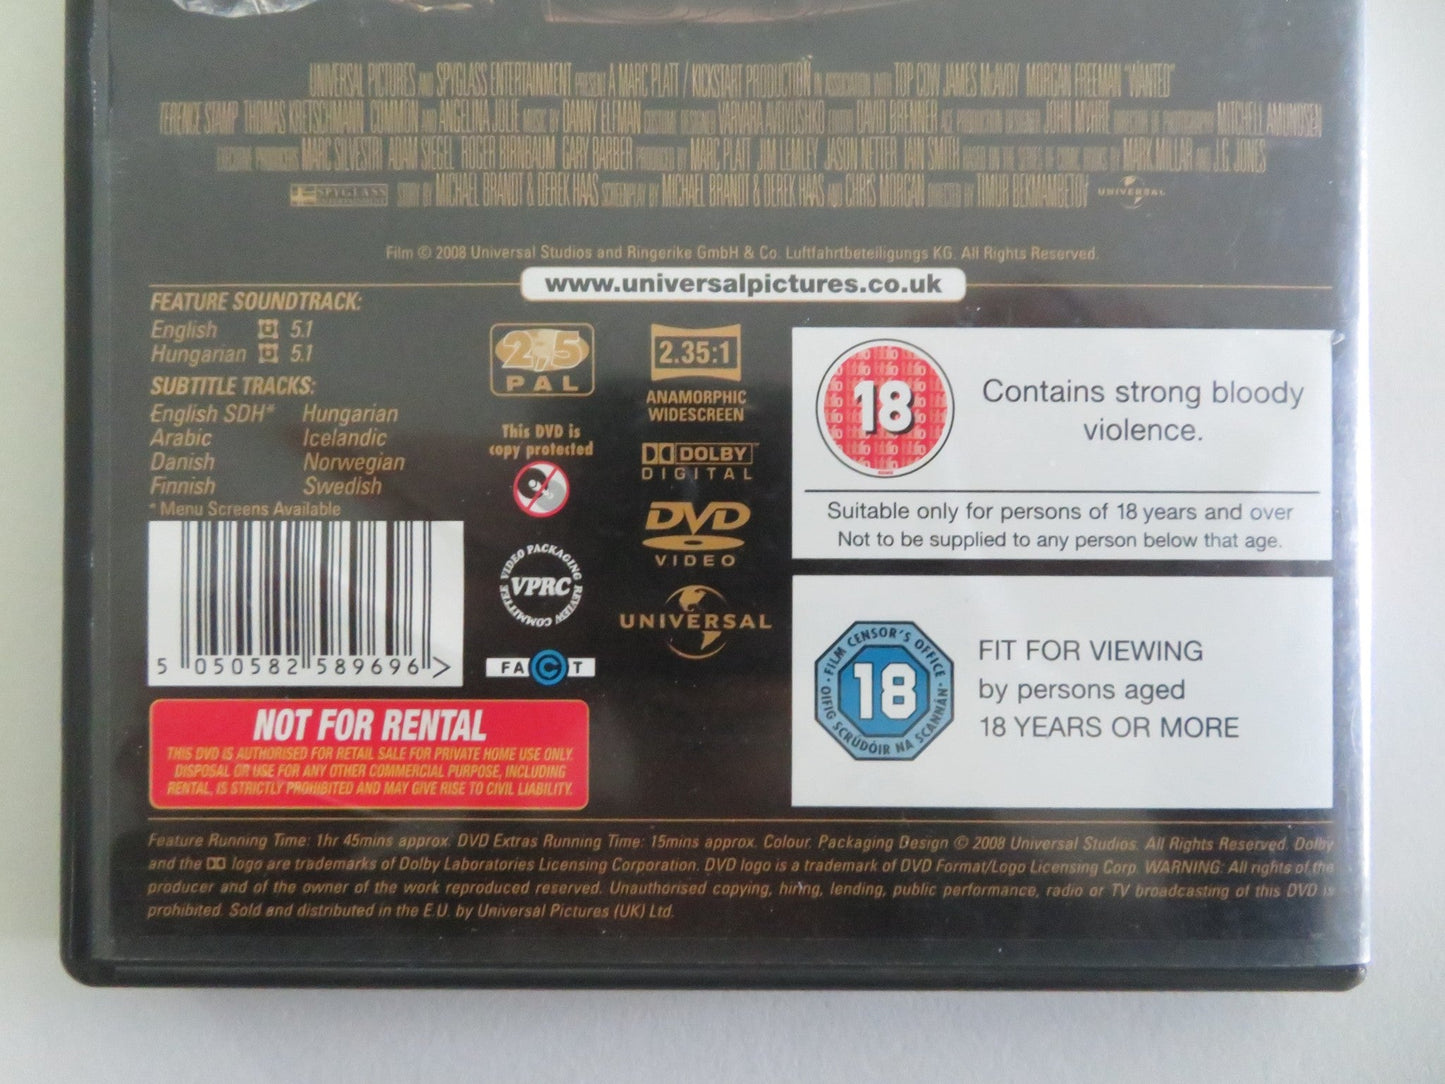 UNIVERSAL PICTURES AND SPYGLASS ENTERTAINMENT PRESENT A MARC PLATT / KICKSTART PRODUCTION IN ASSOCIATION WITH TOP COW JAMES McAVOY MORGAN FREEMAN "WANTED"
TERENCE STAMP THOMAS KRETSCHMANN COMMON AND ANGELINA JOLIE MUSIC BY DANNY ELFMAN COSTUME DESIGNER VARVARA AVDYUSHKO EDITOR DAVID BRENNER ACE PRODUCTION DESIGNER JOHN MYHRE DIRECTOR OF PHOTOGRAPHY MITCHELL AMUNDSEN
EXECUTIVE PRODUCERS MARC SILVESTRI ADAM SIEGEL ROGER BIRNBAUM GARY BARBER PRODUCED BY MARC PLATT JIM LEMLEY JASON NETTER IAIN SMITH BASED ON THE SERIES OF COMIC BOOKS BY MARK MILLAR AND J.G. JONES
SPYGLASS STORY BY MICHAEL BRANDT & DEREK HAAS SCREENPLAY BY MICHAEL BRANDT & DEREK HAAS AND CHRIS MORGAN DIRECTED BY TIMUR BEKMAMBETOV UNIVERSAL
Film © 2008 Universal Studios and Ringerike GmbH & Co. Luftfahrtbeteiligungs KG. All Rights Reserved.
www.universalpictures.co.uk
FEATURE SOUNDTRACK:
English 5.1
Hungarian 5.1
SUBTITLE TRACKS:
English SDH* Hungarian
Arabic Icelandic
Danish Norwegian
Finnish Swedish
* Menu Screens Available
5 050582 589696 >
2,5
PAL
This DVD is
copy protected
VIDEO PACKAGING REVIEW COMMITTEE
VPRC
FACT
2.35:1
ANAMORPHIC
WIDESCREEN
DOLBY
DIGITAL
DVD
VIDEO
UNIVERSAL
18
Contains strong bloody
violence.
Suitable only for persons of 18 years and over
Not to be supplied to any person below that age.
FILM CENSOR'S OFFICE
18
OIFIG SCRÚDÓIR NA SCANNÁN
FIT FOR VIEWING
by persons aged
18 YEARS OR MORE
NOT FOR RENTAL
THIS DVD IS AUTHORISED FOR RETAIL SALE FOR PRIVATE HOME USE ONLY.
DISPOSAL OR USE FOR ANY OTHER COMMERCIAL PURPOSE, INCLUDING
RENTAL, IS STRICTLY PROHIBITED AND MAY GIVE RISE TO CIVIL LIABILITY.
Feature Running Time: 1hr 45mins approx. DVD Extras Running Time: 15mins approx. Colour. Packaging Design © 2008 Universal Studios. All Rights Reserved. Dolby
and the logo are trademarks of Dolby Laboratories Licensing Corporation. DVD logo is a trademark of DVD Format/Logo Licensing Corp. WARNING: All rights of the
producer and of the owner of the work reproduced reserved. Unauthorised copying, hiring, lending, public performance, radio or TV broadcasting of this DVD is
prohibited. Sold and distributed in the E.U. by Universal Pictures (UK) Ltd.